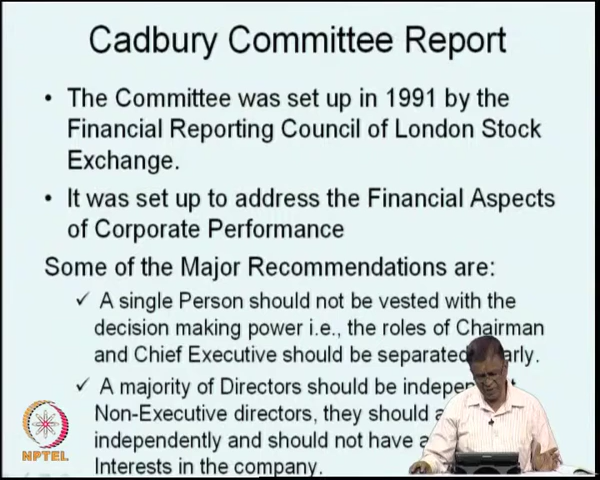 Cadbury Committee Report
• The Committee was set up in 1991 by the
Financial Reporting Council of London Stock
Exchange.
• It was set up to address the Financial Aspects
of Corporate Performance
Some of the Major Recommendations are:
✓ A single Person should not be vested with the
decision making power i.e., the roles of Chairman
and Chief Executive should be separated
✓ A majority of Directors should be
Non-Executive directors, they should
independently and should not have
Interests in the company.
NPTEL